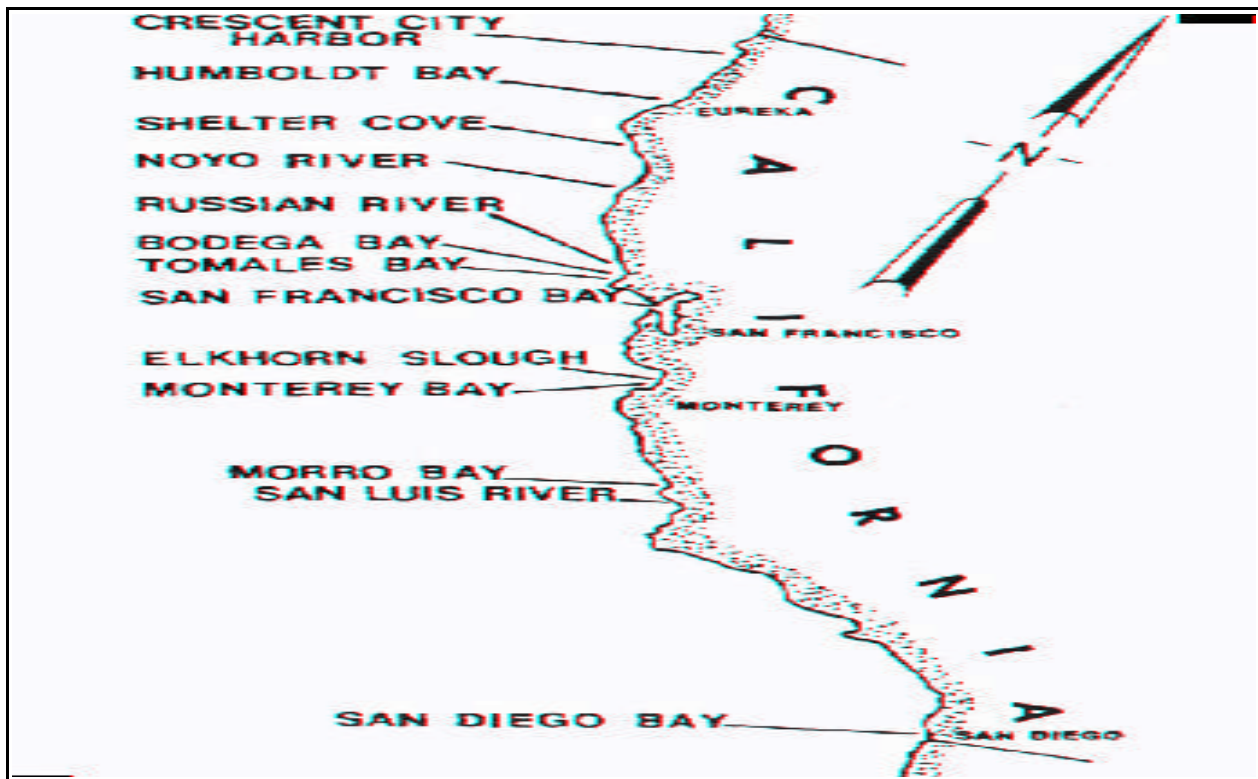 CRESCENT CITY
HARBOR
HUMBOLDT BAY
EUREKA
SHELTER COVE
NOYO RIVER
N
RUSSIAN RIVER
BODEGA BAY
TOMALES BAY
SAN FRANCISCO BAY
SAN FRANCISCO
ELKHORN SLOUGH
MONTEREY BAY
MONTEREY
MORRO BAY
SAN LUIS RIVER
CALIFORNIA
SAN DIEGO BAY
SAN DIEGO